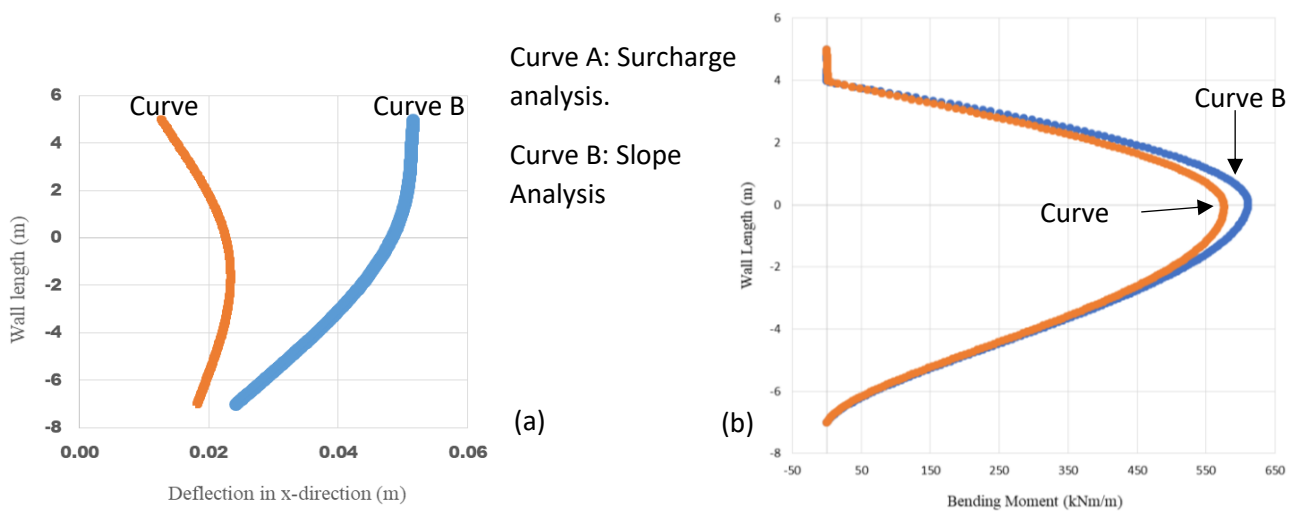 Curve
Curve B
6
4
2
0
-2
-4
-6
-8
0.00
0.02
0.04
0.06
Wall length (m)
Deflection in x-direction (m)
Curve A: Surcharge
analysis.
Curve B: Slope
Analysis
(a)
(b)
6
4
2
0
-2
-4
-6
-8
-50
50
150
250
350
450
550
650
Wall Length (m)
Bending Moment (kNm/m)
Curve B
Curve